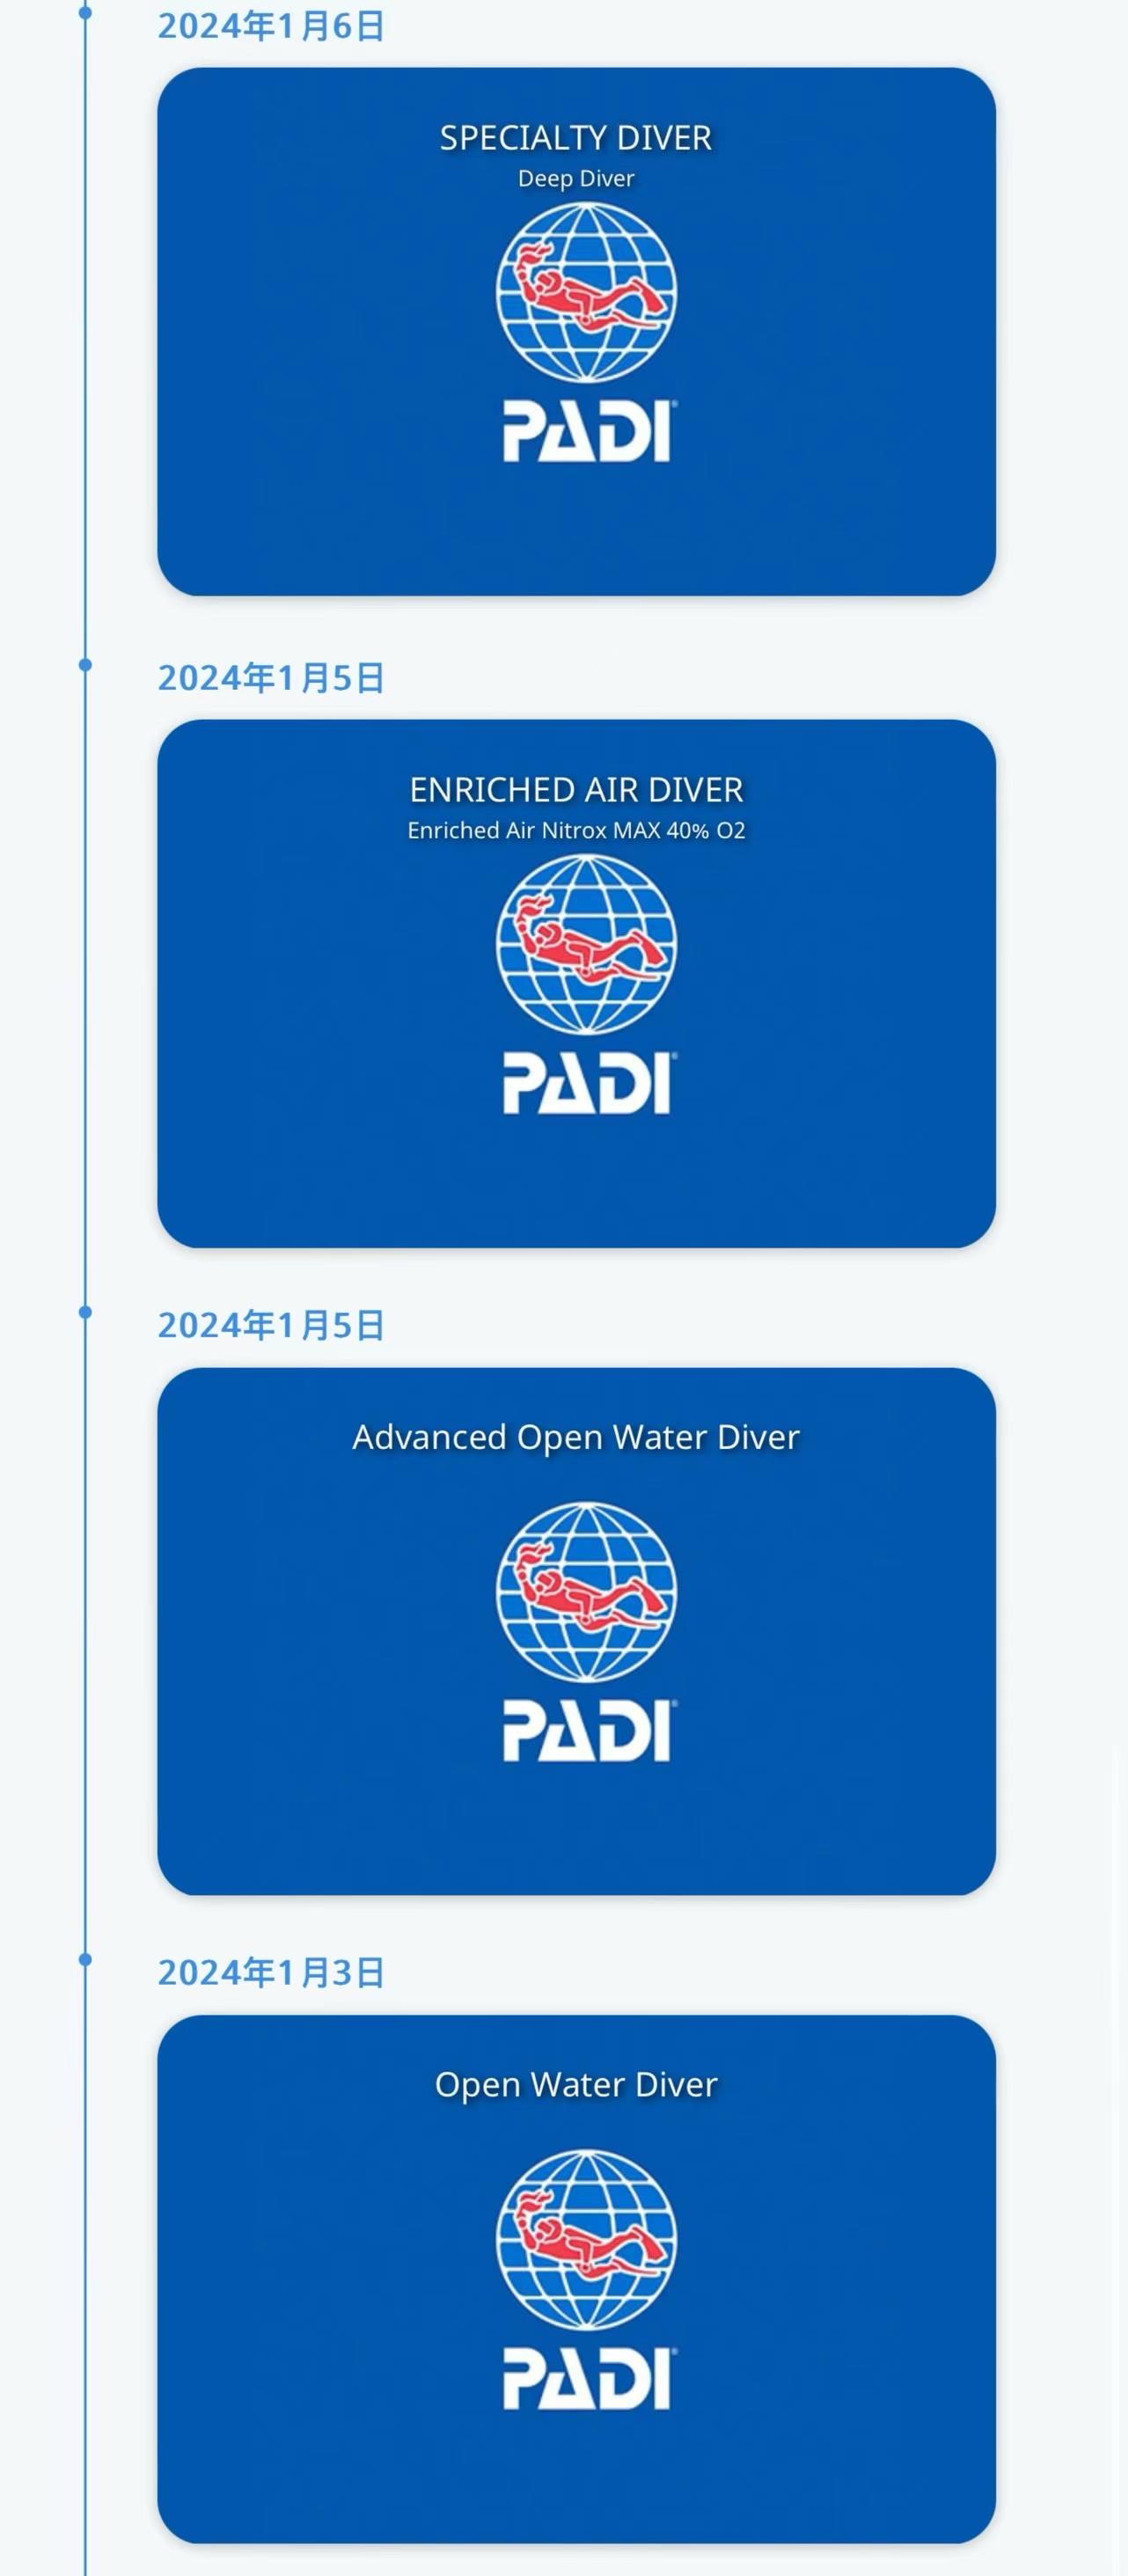 2024年1月6日
SPECIALTY DIVER
Deep Diver
PADI
2024年1月5日
ENRICHED AIR DIVER
Enriched Air Nitrox MAX 40% O2
PADI
2024年1月5日
Advanced Open Water Diver
PADI
2024年1月3日
Open Water Diver
PADI